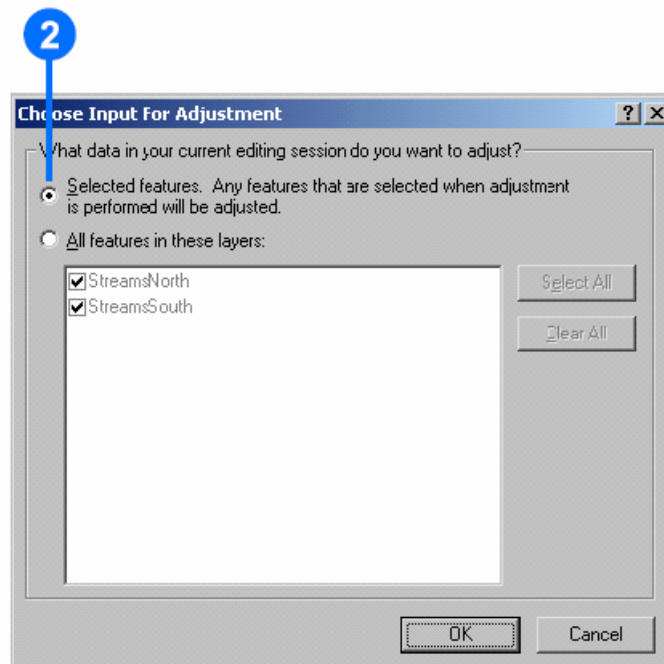 2
Choose Input For Adjustment
What data in your current editing session do you want to adjust?
Selected features. Any features that are selected when adjustment
is performed will be adjusted.
All features in these layers:
StreamsNorth
StreamsSouth
Select All
Clear All
OK
Cancel